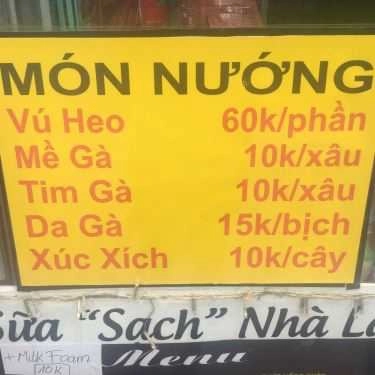 MÓN NƯỚNG
Vú Heo 60k/phần
Mề Gà 10k/xâu
Tim Gà 10k/xâu
Da Gà 15k/bịch
Xúc Xích 10k/cây
Sữa "Sạch" Nhà
+ Milk Foam
10k
Menu